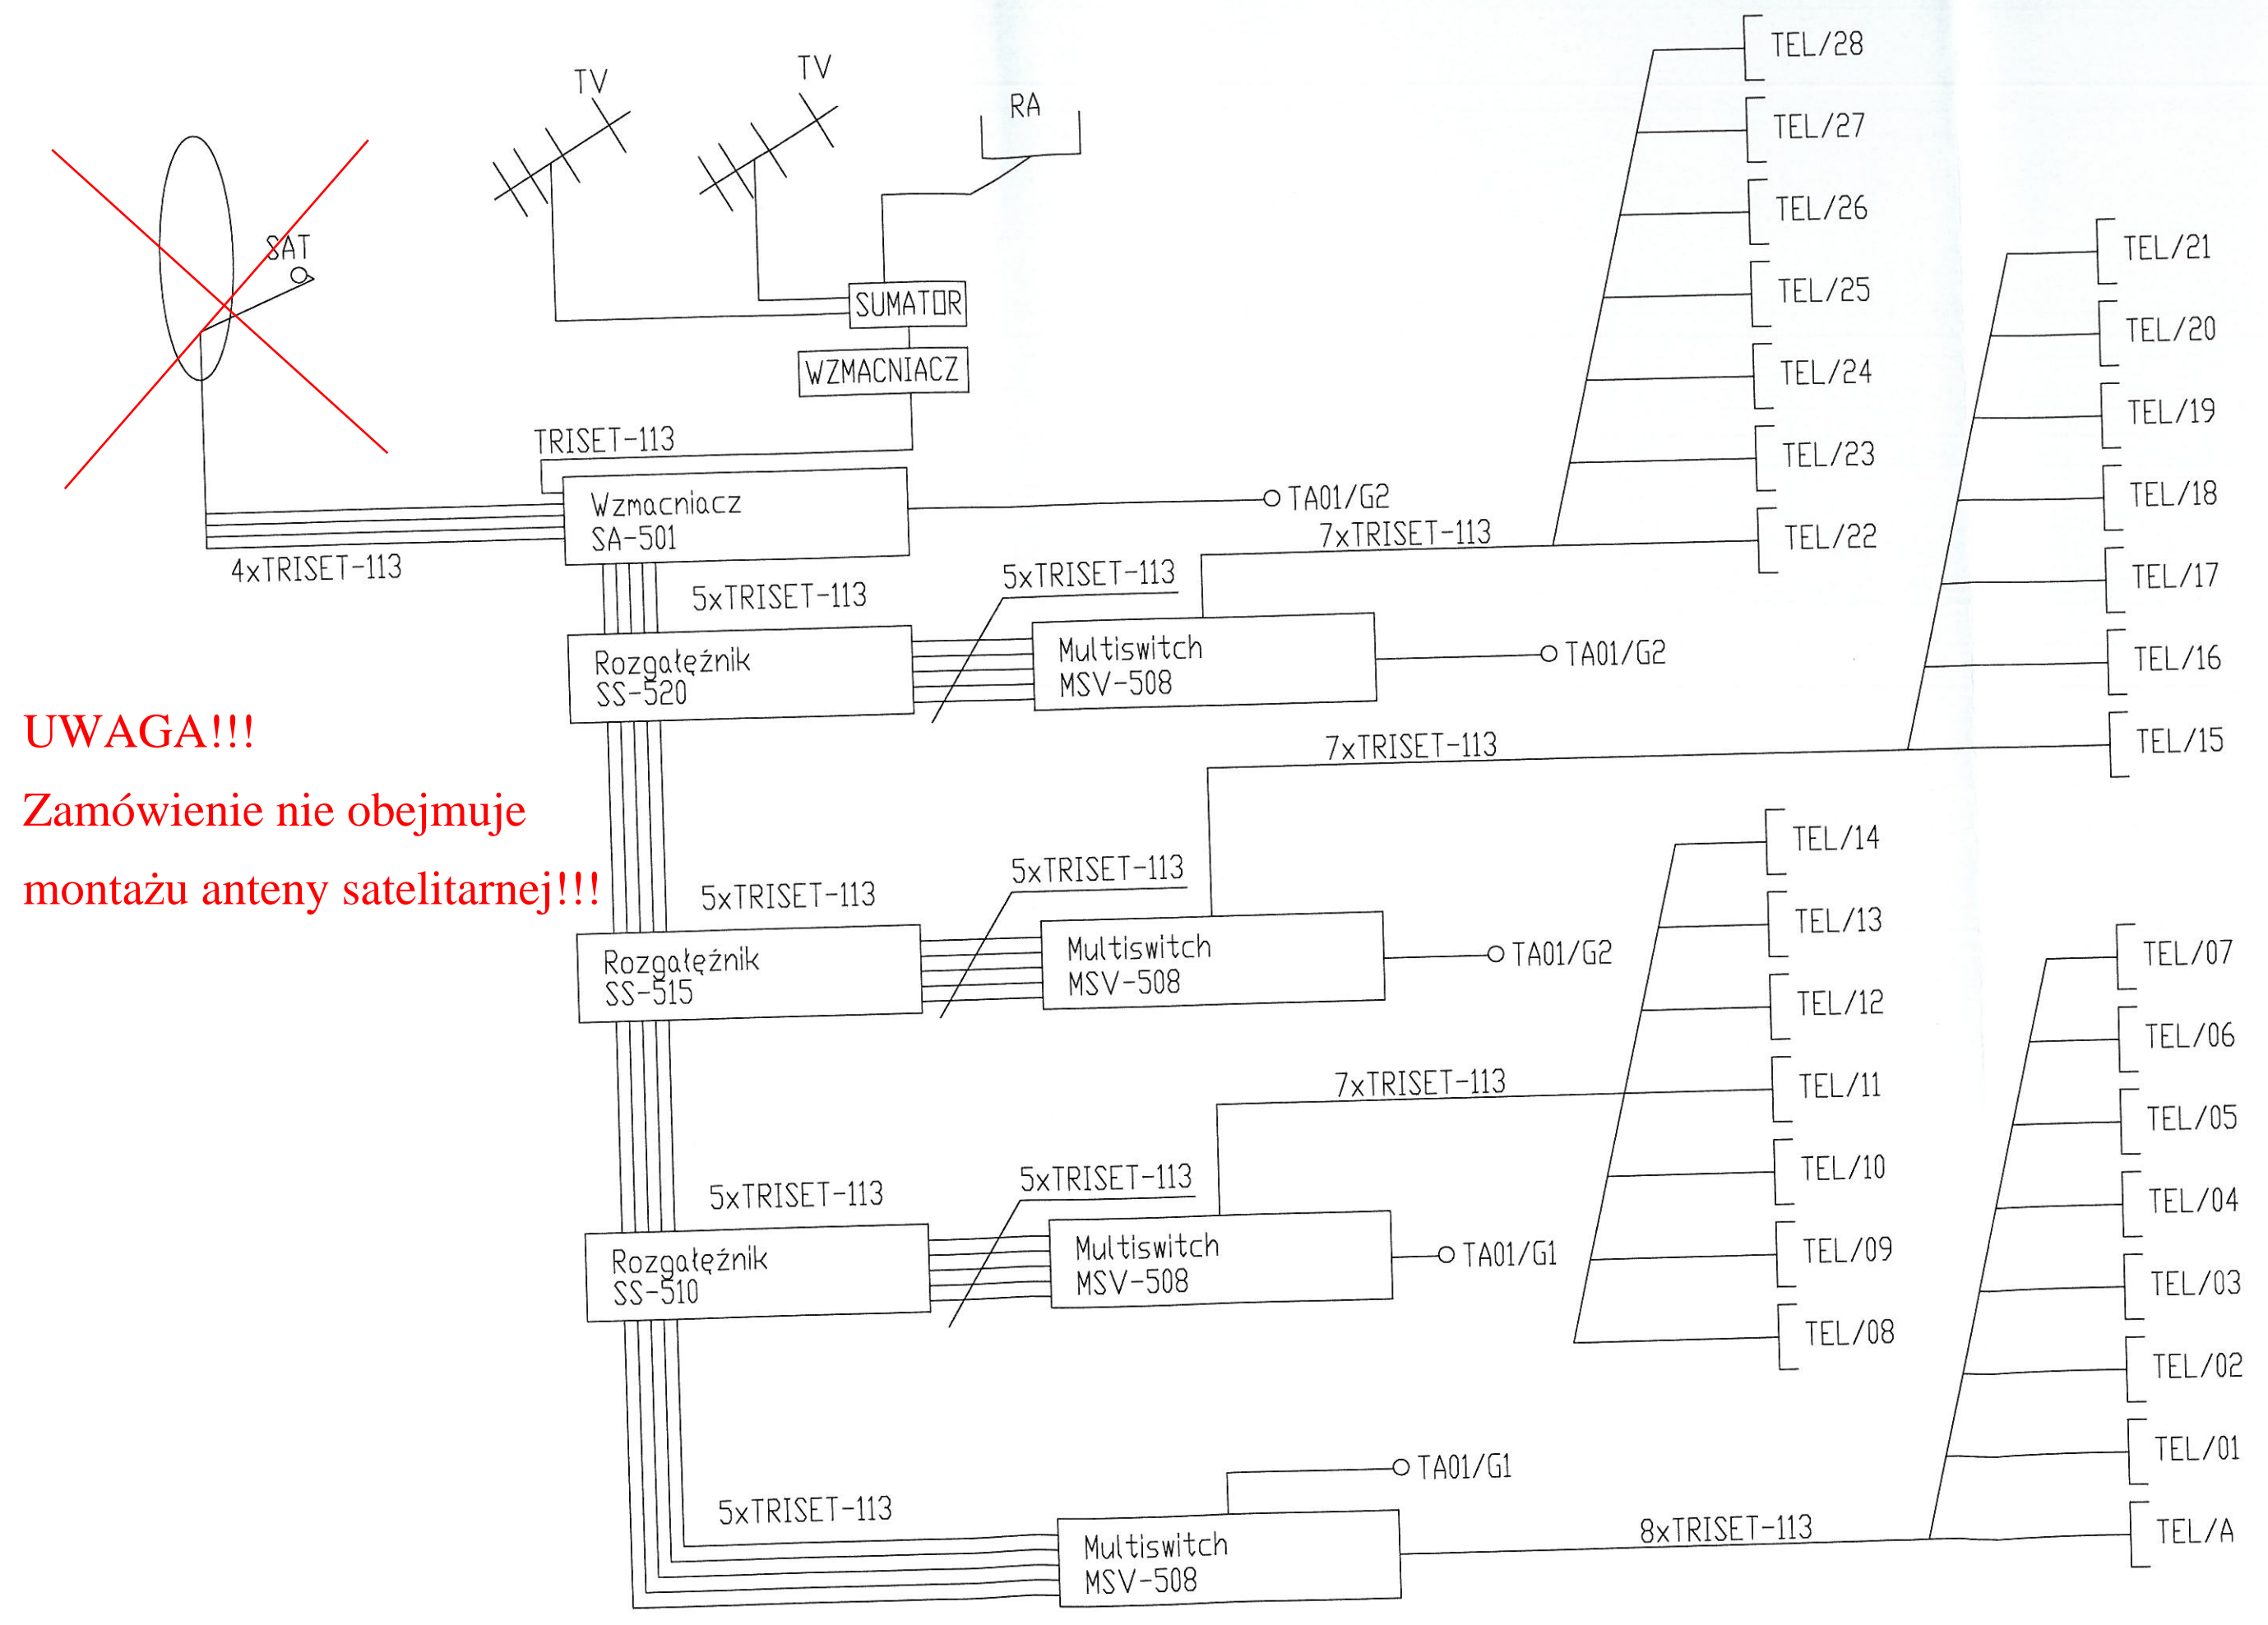 TV
TV
RA
SAT
SUMATOR
WZMACNIACZ
TRISET-113
Wzmacniacz
SA-501
TA01/G2
4xTRISET-113
5xTRISET-113
5xTRISET-113
7xTRISET-113
Rozgałęźnik
SS-520
Multiswitch
MSV-508
TA01/G2
TEL/28
TEL/27
TEL/26
TEL/25
TEL/24
TEL/23
TEL/22
UWAGA!!!
Zamówienie nie obejmuje
montażu anteny satelitarnej!!!
5xTRISET-113
5xTRISET-113
7xTRISET-113
Rozgałęźnik
SS-515
Multiswitch
MSV-508
TA01/G2
TEL/21
TEL/20
TEL/19
TEL/18
TEL/17
TEL/16
TEL/15
5xTRISET-113
5xTRISET-113
7xTRISET-113
Rozgałęźnik
SS-510
Multiswitch
MSV-508
TA01/G1
TEL/14
TEL/13
TEL/12
TEL/11
TEL/10
TEL/09
TEL/08
5xTRISET-113
TA01/G1
Multiswitch
MSV-508
8xTRISET-113
TEL/07
TEL/06
TEL/05
TEL/04
TEL/03
TEL/02
TEL/01
TEL/A